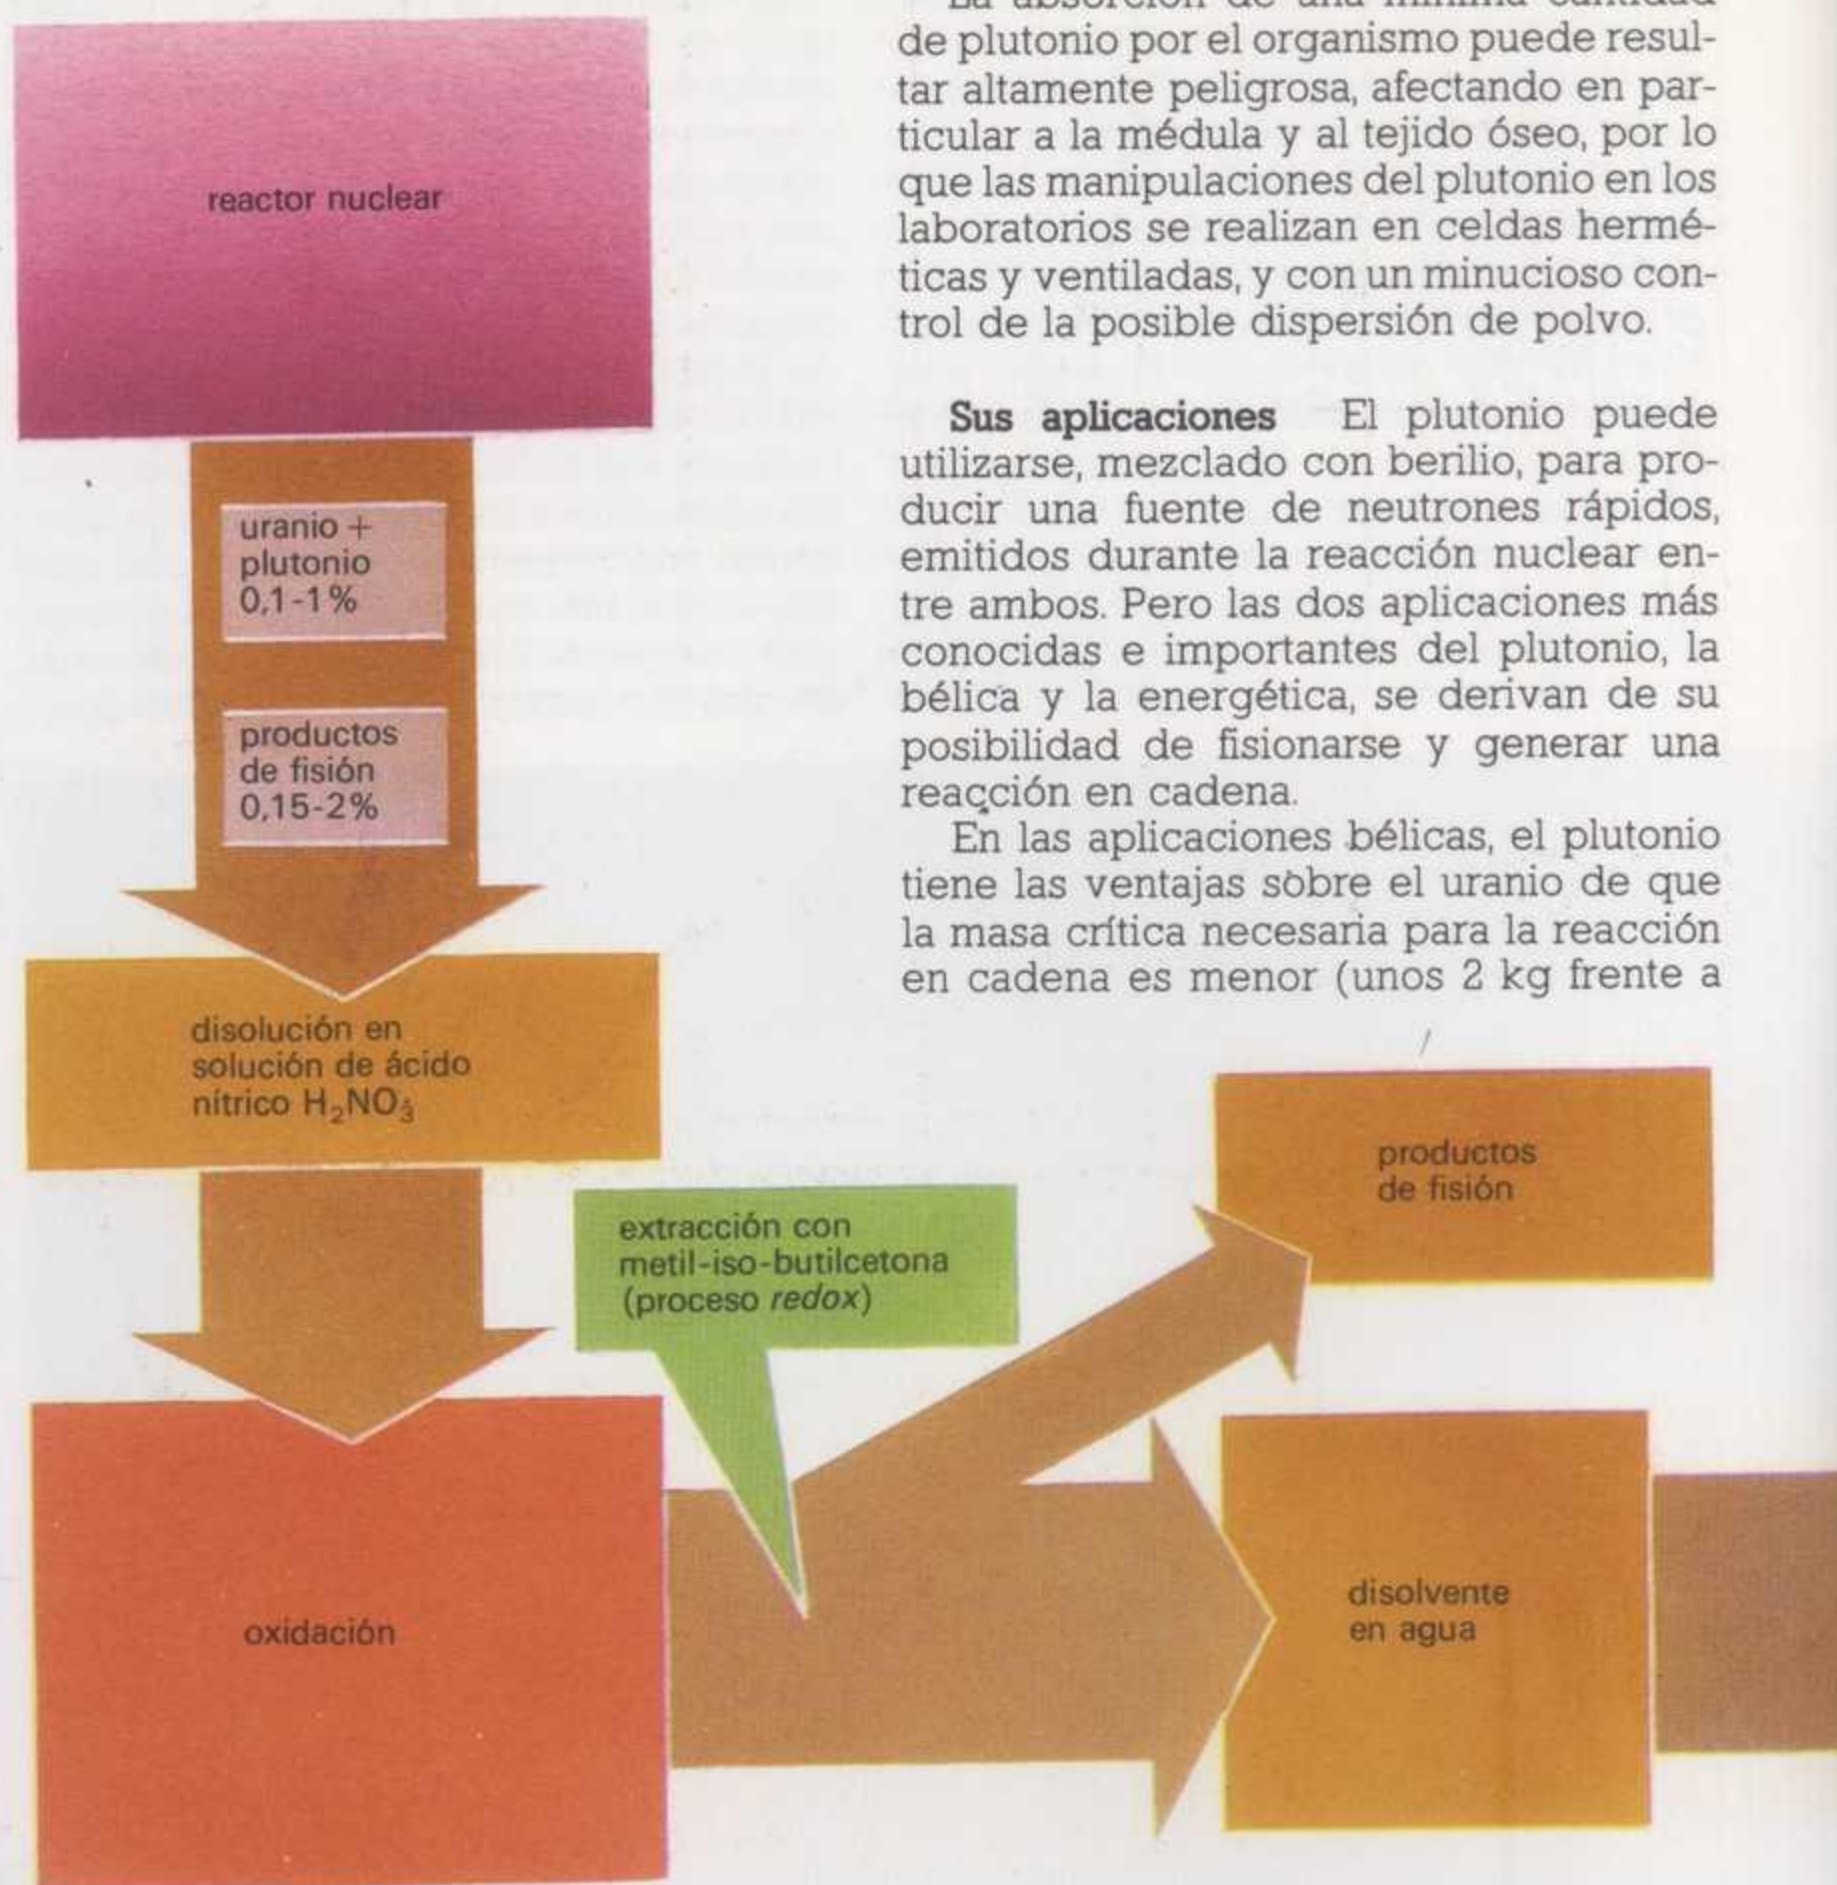 La absorción de una mínima cantidad
de plutonio por el organismo puede resul-
tar altamente peligrosa, afectando en par-
ticular a la médula y al tejido óseo, por lo
que las manipulaciones del plutonio en los
laboratorios se realizan en celdas hermé-
ticas y ventiladas, y con un minucioso con-
trol de la posible dispersión de polvo.
Sus aplicaciones El plutonio puede
utilizarse, mezclado con berilio, para pro-
ducir una fuente de neutrones rápidos,
emitidos durante la reacción nuclear en-
tre ambos. Pero las dos aplicaciones más
conocidas e importantes del plutonio, la
bélica y la energética, se derivan de su
posibilidad de fisionarse y generar una
reacción en cadena.
En las aplicaciones bélicas, el plutonio
tiene las ventajas sobre el uranio de que
la masa crítica necesaria para la reacción
en cadena es menor (unos 2 kg frente a
reactor nuclear
uranio +
plutonio
0,1-1%
productos
de fisión
0,15-2%
disolución en
solución de ácido
nítrico H₂NO₃
extracción con
metil-iso-butilcetona
(proceso redox)
productos
de fisión
oxidación
disolvente
en agua